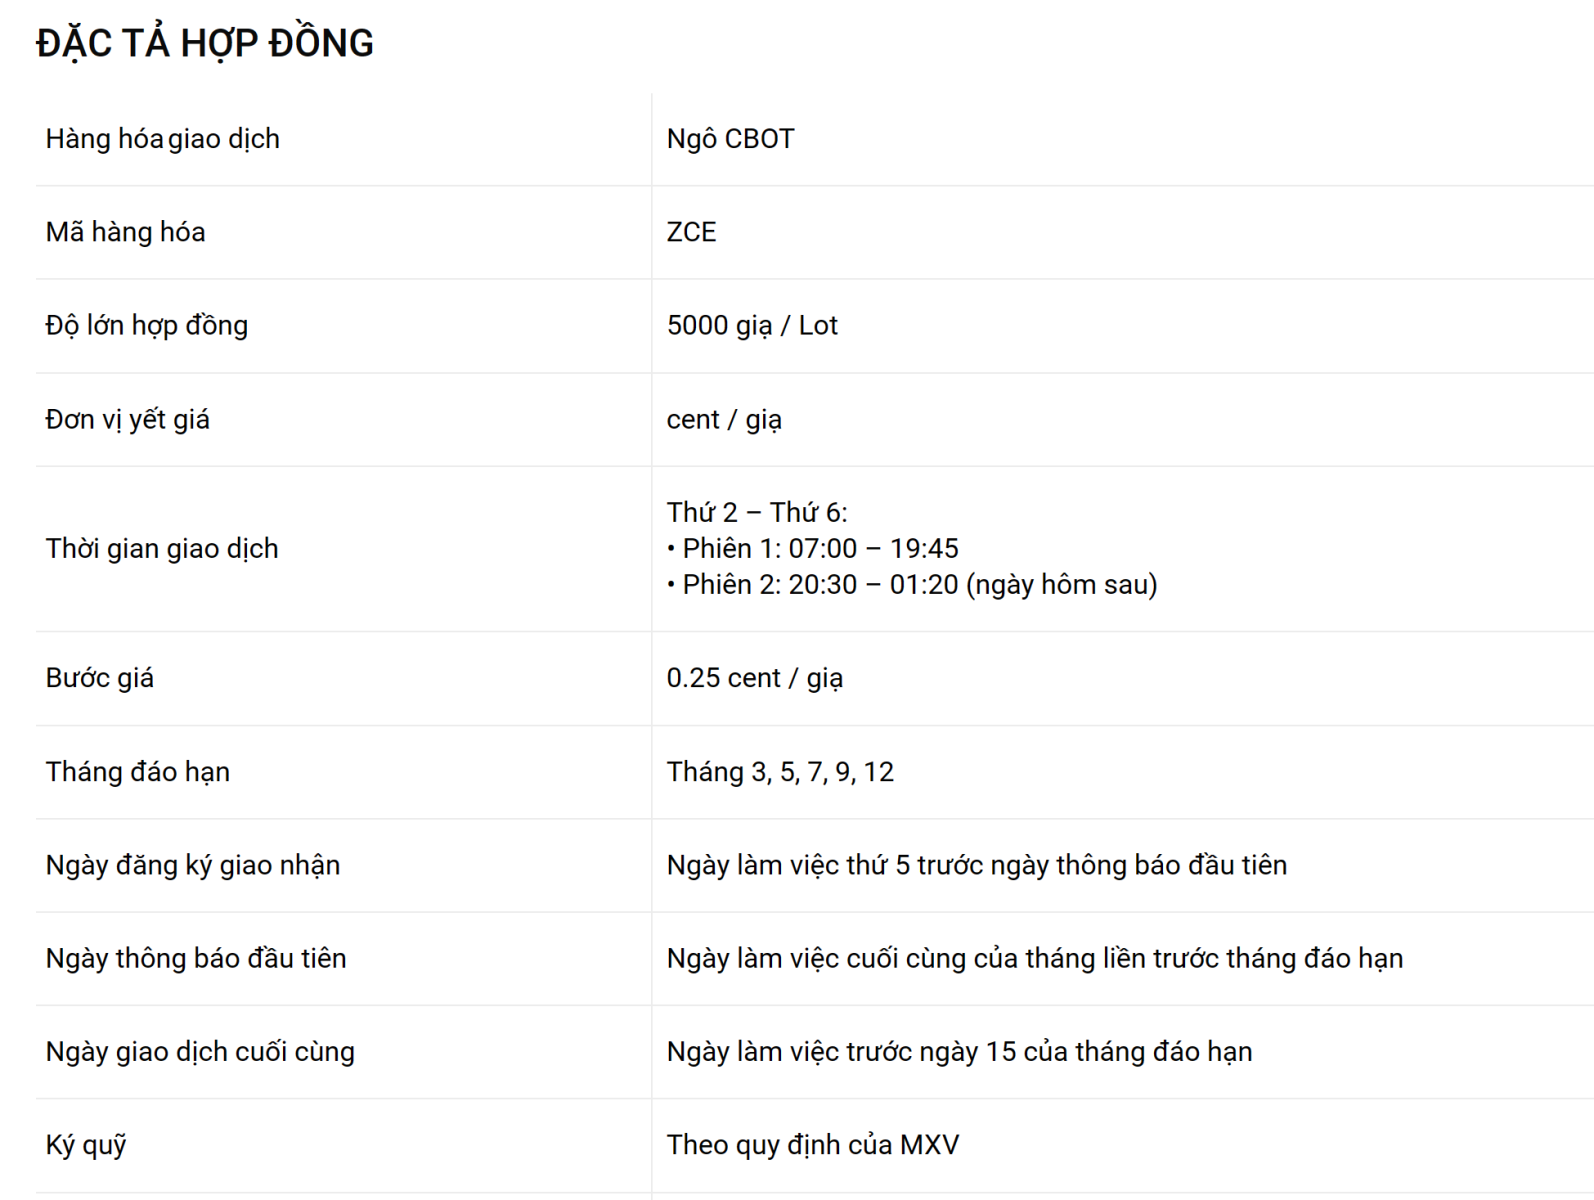 ĐẶC TẢ HỢP ĐỒNG
Hàng hóa giao dịch
Ngô CBOT
Mã hàng hóa
ZCE
Độ lớn hợp đồng
5000 giạ / Lot
Đơn vị yết giá
cent / giạ
Thời gian giao dịch
Thứ 2 – Thứ 6:
• Phiên 1: 07:00 – 19:45
• Phiên 2: 20:30 – 01:20 (ngày hôm sau)
Bước giá
0.25 cent / giạ
Tháng đáo hạn
Tháng 3, 5, 7, 9, 12
Ngày đăng ký giao nhận
Ngày làm việc thứ 5 trước ngày thông báo đầu tiên
Ngày thông báo đầu tiên
Ngày làm việc cuối cùng của tháng liền trước tháng đáo hạn
Ngày giao dịch cuối cùng
Ngày làm việc trước ngày 15 của tháng đáo hạn
Ký quỹ
Theo quy định của MXV